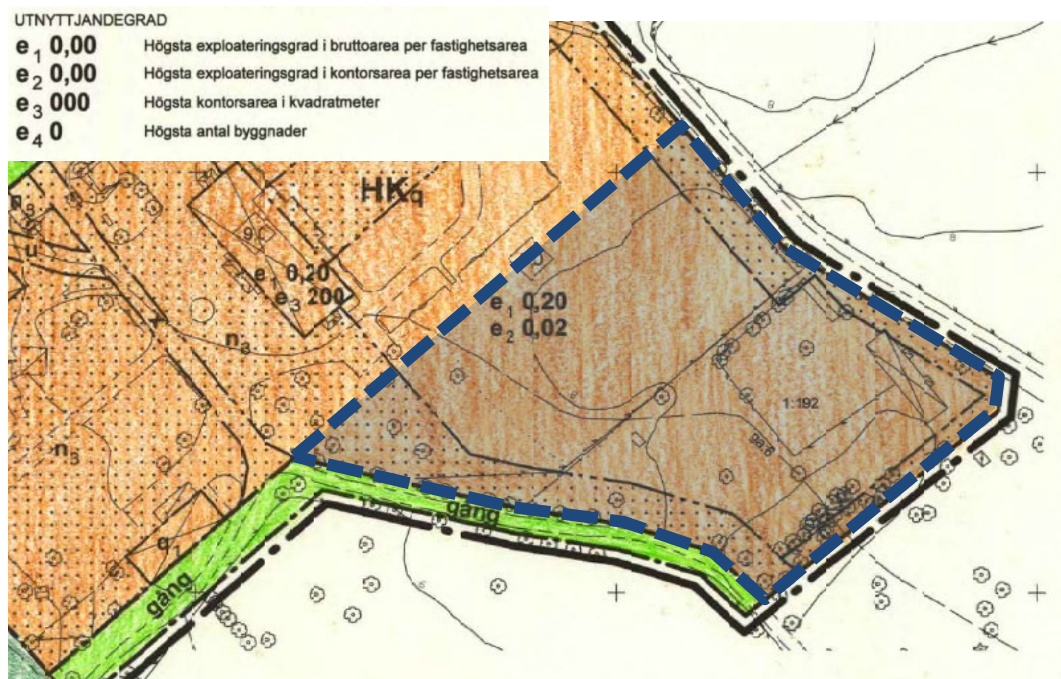 UTNYTTJANDEGRAD
e₁ 0,00 Högsta exploateringsgrad i bruttoarea per fastighetsarea
e₂ 0,00 Högsta exploateringsgrad i kontorsarea per fastighetsarea
e₃ 000 Högsta kontorsarea i kvadratmeter
e₄ 0 Högsta antal byggnader
HKq
n₃
u
e 0,20
e₃ 200
e₁ 0,20
e₂ 0,02
n₃
1:192
n₃
gång
q₁
gång